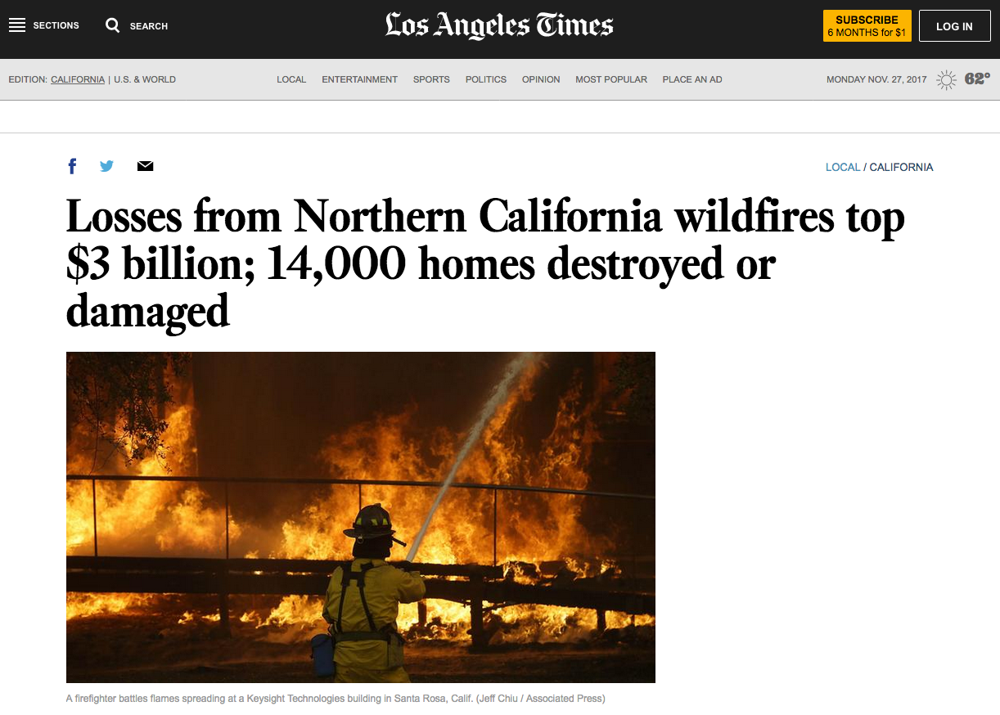 SECTIONS
SEARCH
Los Angeles Times
SUBSCRIBE
6 MONTHS for $1
LOG IN
EDITION: CALIFORNIA | U.S. & WORLD
LOCAL ENTERTAINMENT SPORTS POLITICS OPINION MOST POPULAR PLACE AN AD
MONDAY NOV. 27, 2017
62°
LOCAL / CALIFORNIA
Losses from Northern California wildfires top
$3 billion; 14,000 homes destroyed or
damaged
A firefighter battles flames spreading at a Keysight Technologies building in Santa Rosa, Calif. (Jeff Chiu / Associated Press)